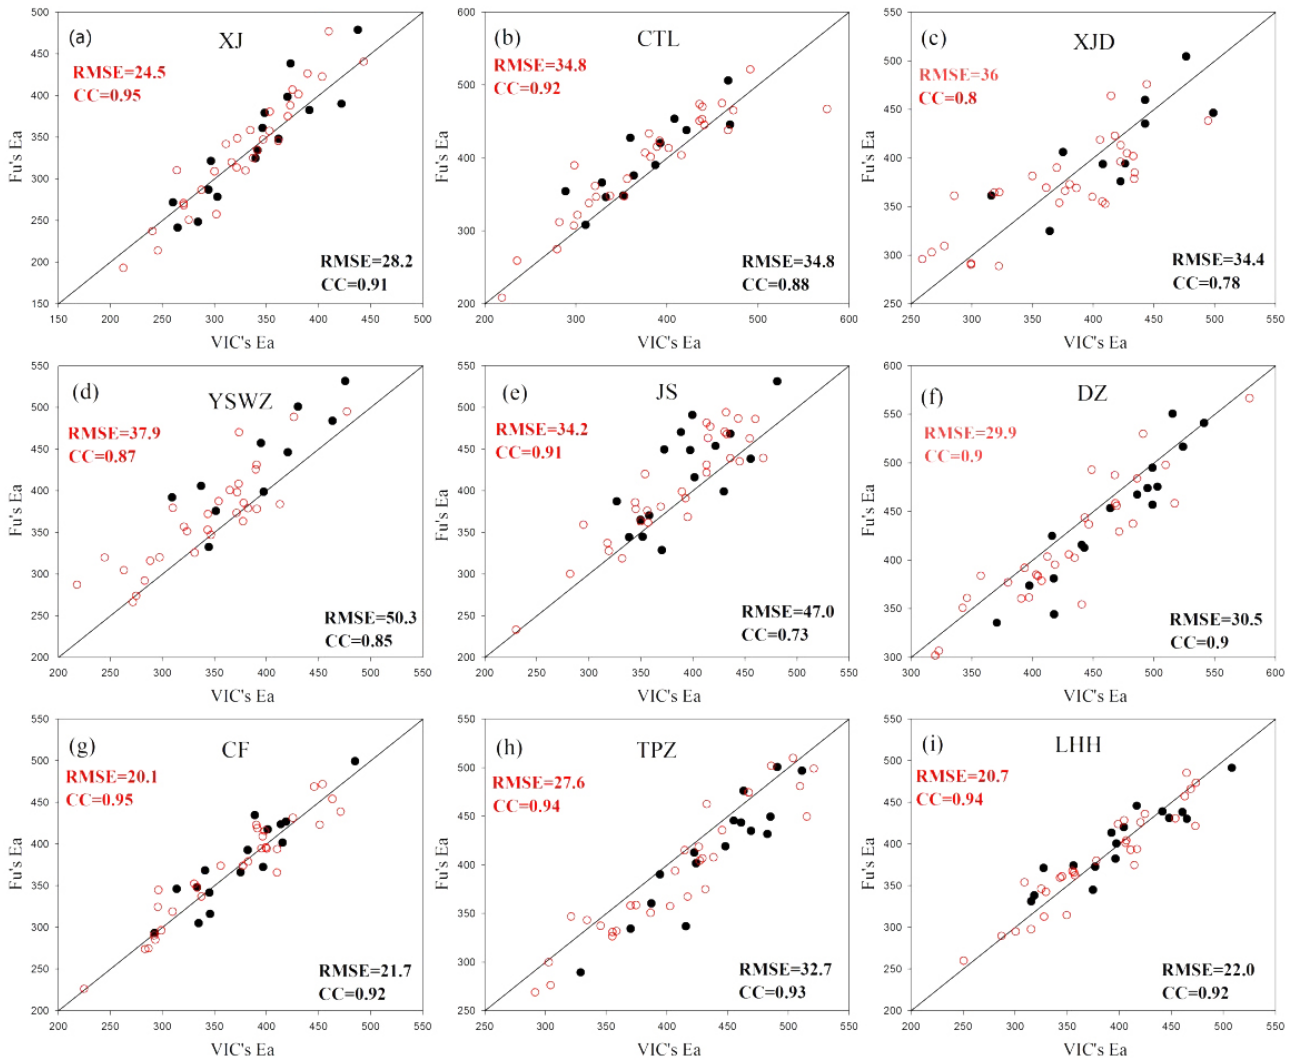 (a) XJ
RMSE=24.5
CC=0.95
RMSE=28.2
CC=0.91
500
450
400
350
300
250
200
150
150 200 250 300 350 400 450 500
Fu's Ea
VIC's Ea
(b) CTL
RMSE=34.8
CC=0.92
RMSE=34.8
CC=0.88
600
500
400
300
200
200 300 400 500 600
Fu's Ea
VIC's Ea
(c) XJD
RMSE=36
CC=0.8
RMSE=34.4
CC=0.78
550
500
450
400
350
300
250
250 300 350 400 450 500 550
Fu's Ea
VIC's Ea
(d) YSWZ
RMSE=37.9
CC=0.87
RMSE=50.3
CC=0.85
550
500
450
400
350
300
250
200
200 250 300 350 400 450 500 550
Fu's Ea
VIC's Ea
(e) JS
RMSE=34.2
CC=0.91
RMSE=47.0
CC=0.73
550
500
450
400
350
300
250
200
200 250 300 350 400 450 500 550
Fu's Ea
VIC's Ea
(f) DZ
RMSE=29.9
CC=0.9
RMSE=30.5
CC=0.9
600
550
500
450
400
350
300
300 350 400 450 500 550 600
Fu's Ea
VIC's Ea
(g) CF
RMSE=20.1
CC=0.95
RMSE=21.7
CC=0.92
550
500
450
400
350
300
250
200
200 250 300 350 400 450 500 550
Fu's Ea
VIC's Ea
(h) TPZ
RMSE=27.6
CC=0.94
RMSE=32.7
CC=0.93
550
500
450
400
350
300
250
250 300 350 400 450 500 550
Fu's Ea
VIC's Ea
(i) LHH
RMSE=20.7
CC=0.94
RMSE=22.0
CC=0.92
550
500
450
400
350
300
250
200
200 250 300 350 400 450 500 550
Fu's Ea
VIC's Ea